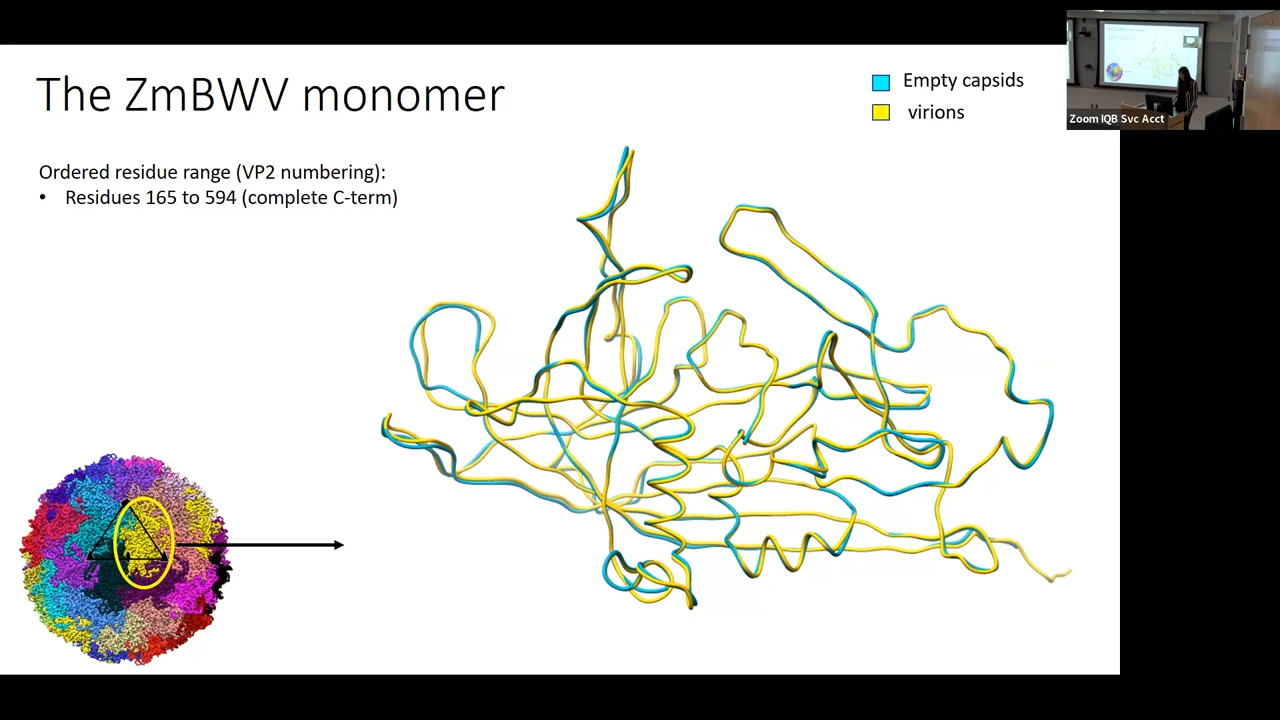 The ZmBWV monomer
Empty capsids
virions
Ordered residue range (VP2 numbering):
• Residues 165 to 594 (complete C-term)
Zoom IQB Svc Acct